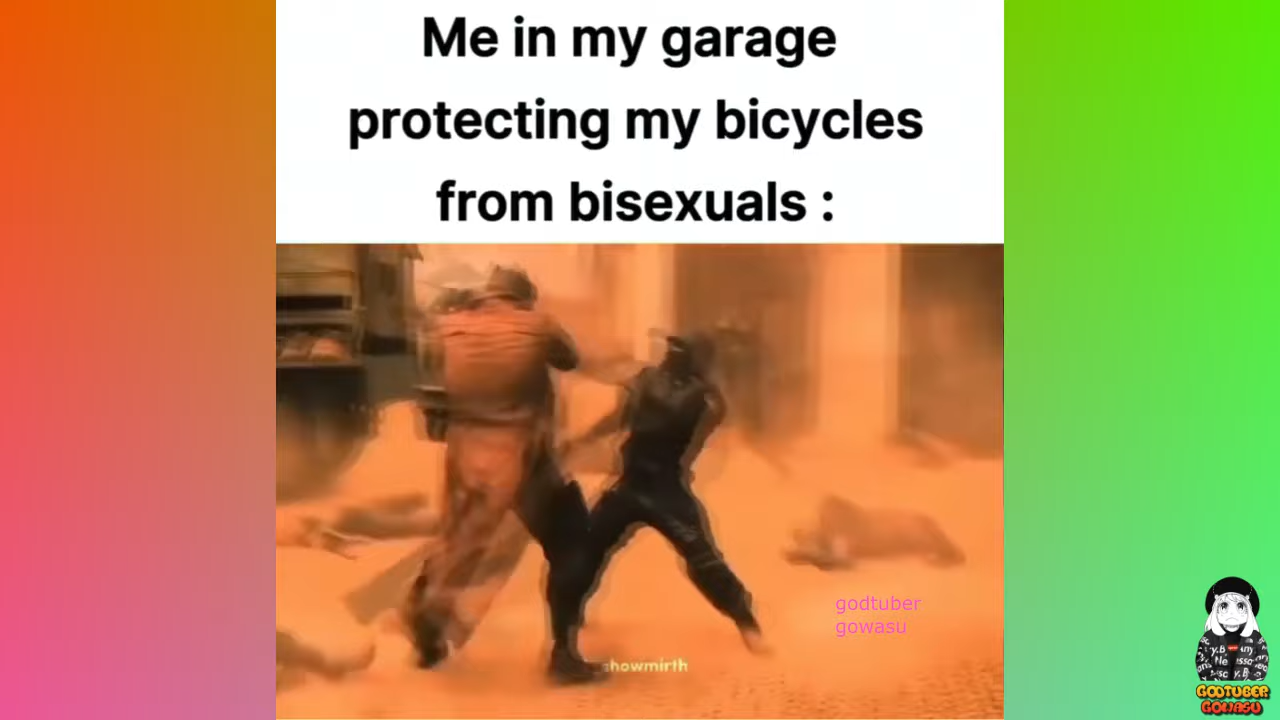 Me in my garage
protecting my bicycles
from bisexuals :
godtuber
gowasu
showmirth
GODTUBER
GOWASU